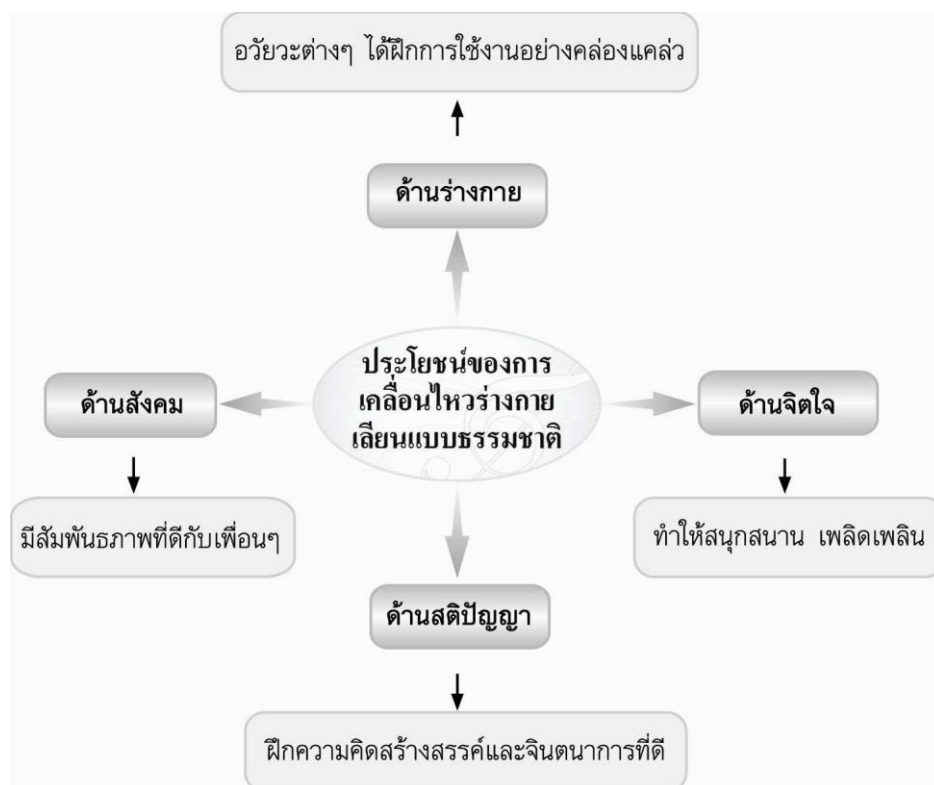 อวัยวะต่างๆ ได้ฝึกการใช้งานอย่างคล่องแคล่ว
ด้านร่างกาย
ประโยชน์ของการ
เคลื่อนไหวร่างกาย
เลียนแบบธรรมชาติ
ด้านสังคม
ด้านจิตใจ
มีสัมพันธภาพที่ดีกับเพื่อนๆ
ทำให้สนุกสนาน เพลิดเพลิน
ด้านสติปัญญา
ฝึกความคิดสร้างสรรค์และจินตนาการที่ดี